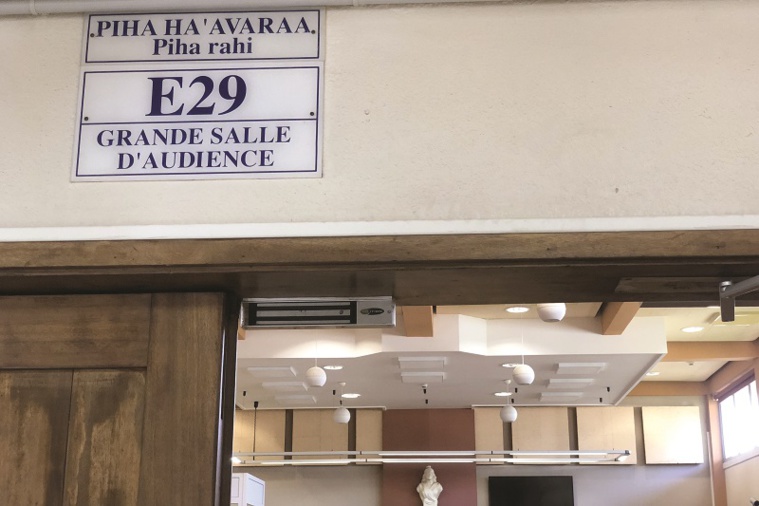 PIHA HA'AVARAA
Piha rahi
E29
GRANDE SALLE
D'AUDIENCE